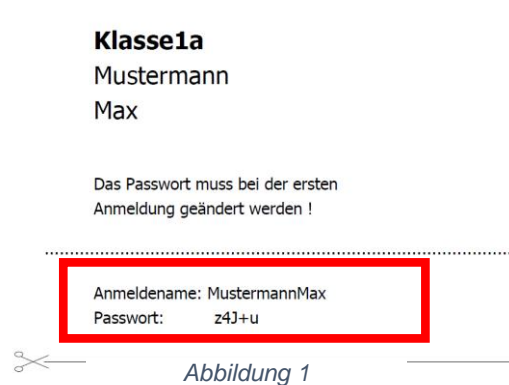 Klasse1a
Mustermann
Max
Das Passwort muss bei der ersten
Anmeldung geändert werden !
Anmeldename: MustermannMax
Passwort: z4J+u
Abbildung 1